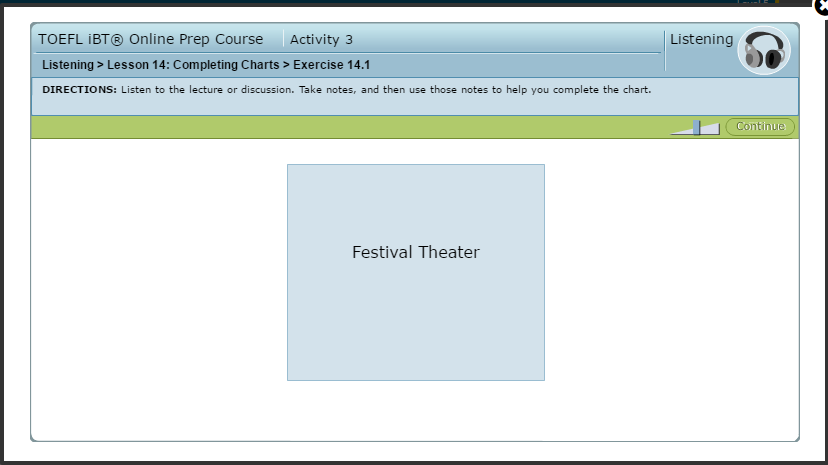 TOEFL iBT® Online Prep Course Activity 3 Listening
Listening > Lesson 14: Completing Charts > Exercise 14.1
DIRECTIONS: Listen to the lecture or discussion. Take notes, and then use those notes to help you complete the chart.
Continue
Festival Theater